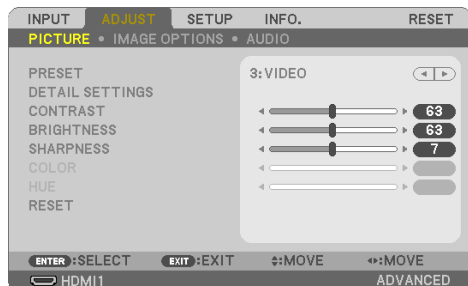 INPUT ADJUST SETUP INFO. RESET
PICTURE • IMAGE OPTIONS • AUDIO
PRESET 3:VIDEO
DETAIL SETTINGS
CONTRAST 63
BRIGHTNESS 63
SHARPNESS 7
COLOR
HUE
RESET
ENTER:SELECT EXIT:EXIT :MOVE :MOVE
HDMI1 ADVANCED